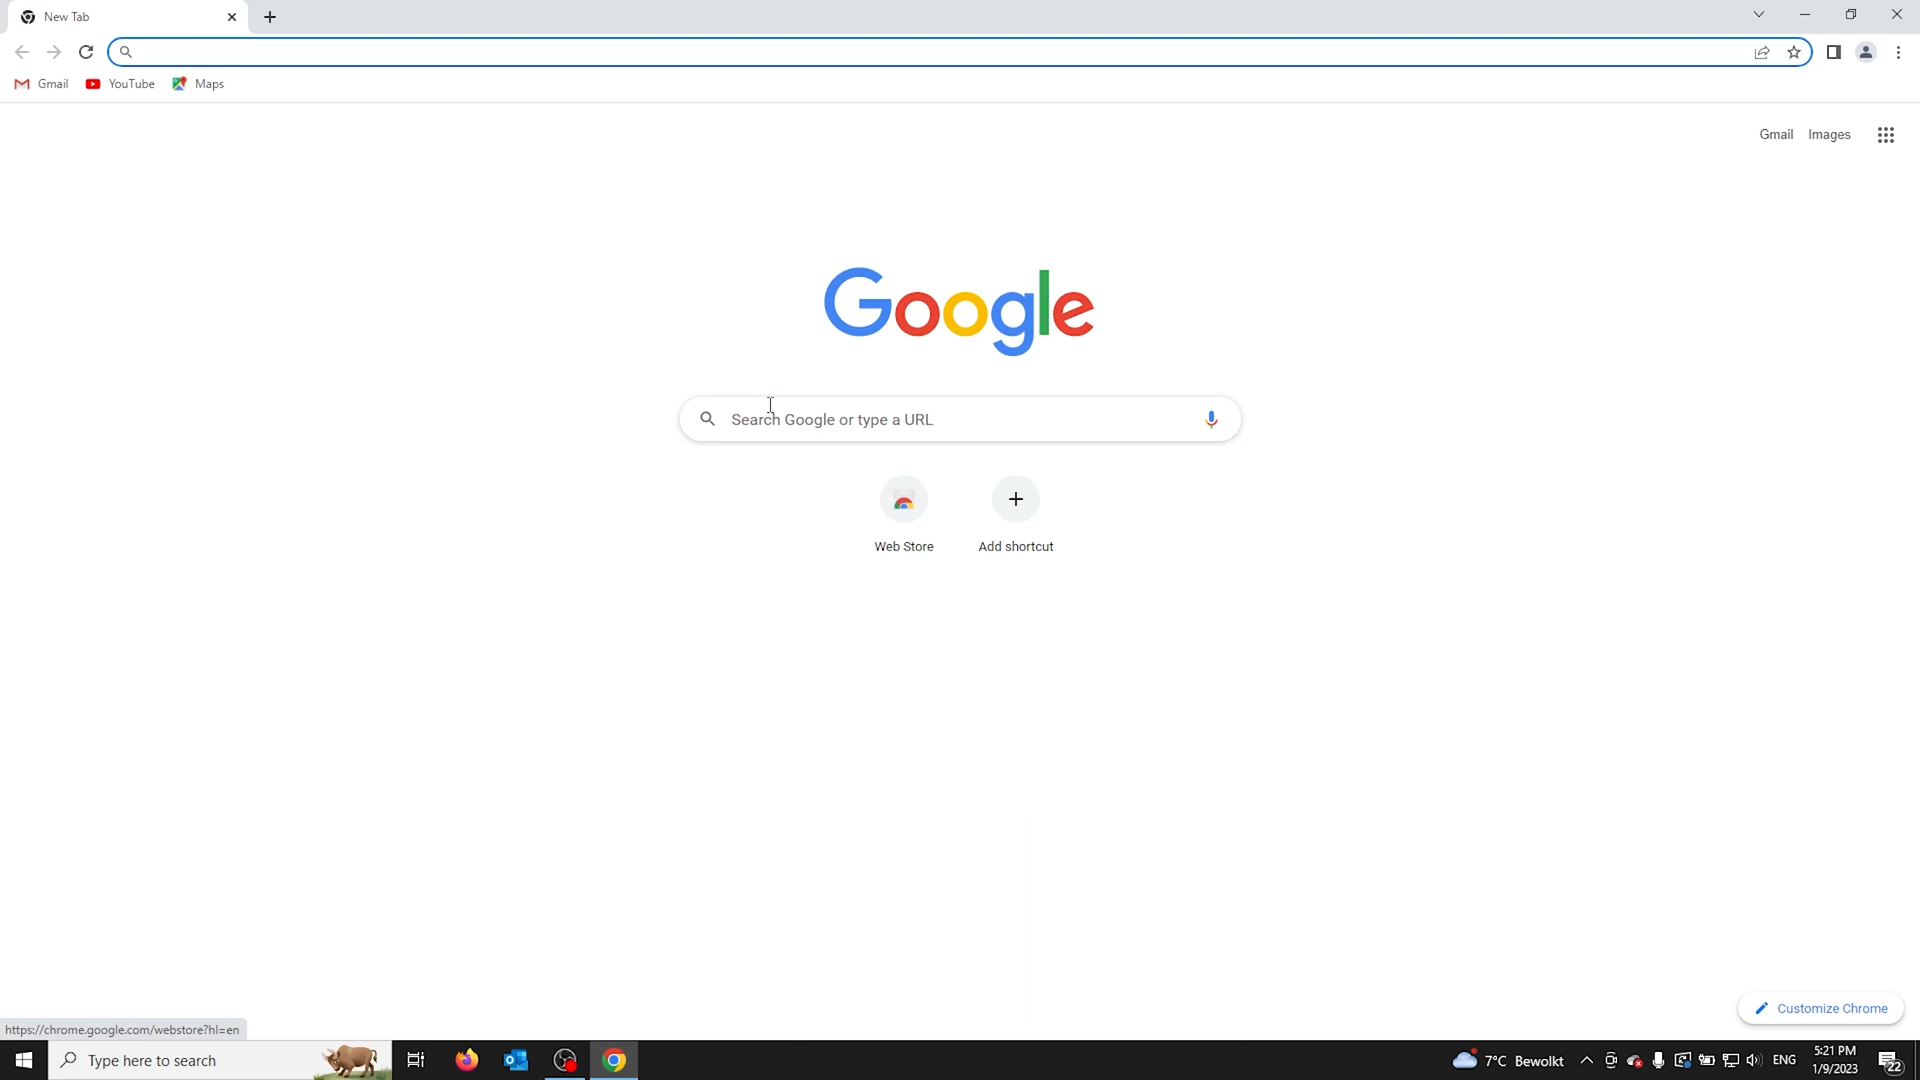 New Tab
Gmail
YouTube
Maps
Gmail
Images
Google
Search Google or type a URL
Web Store
Add shortcut
Customize Chrome
https://chrome.google.com/webstore?hl=en
Type here to search
7°C Bewolkt
ENG
5:21 PM
1/9/2023
22